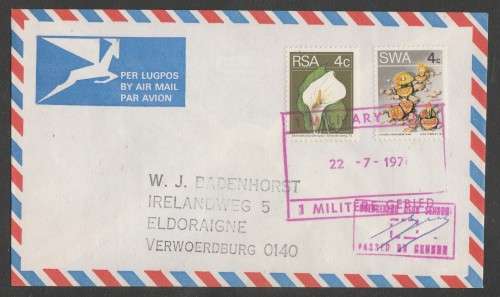 PER LUGPOS
BY AIR MAIL
PAR AVION
RSA 4c
SWA 4c
MILITARY
22 -7-197
1 MILITÊRE GEBIED
PASSED BY CENSOR
W. J. BADENHORST
IRELANDWEG 5
ELDORAIGNE
VERWOERDBURG 0140